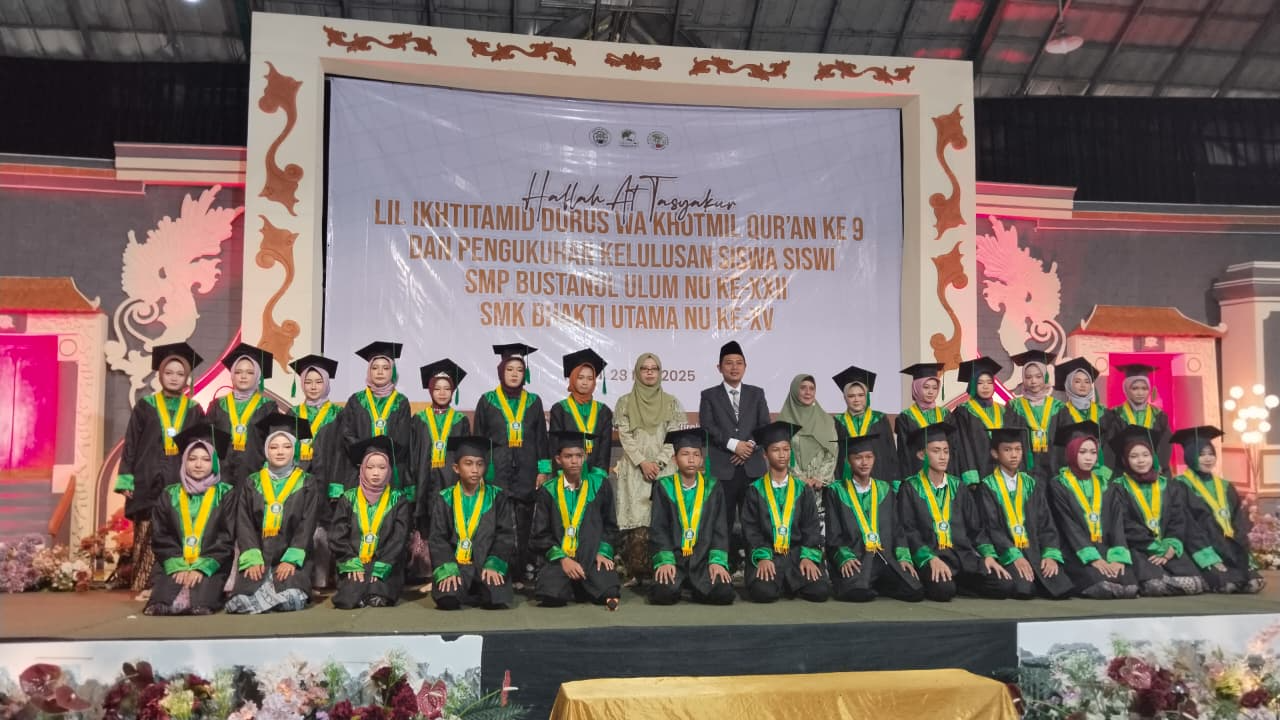 Haflah At Tasyakur
LIL IKHTITAMID DURUS WA KHOTMIL QUR'AN KE 9
DAN PENGUKUHAN KELULUSAN SISWA SISWI
SMP BUSTANUL ULUM NU KE-XXII
SMK BHAKTI UTAMA NU KE-XV
23 2025